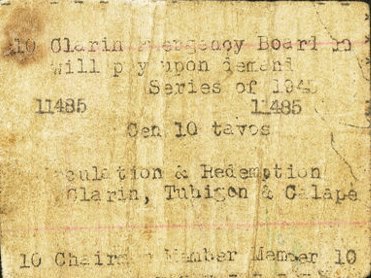 10 Clarin Emergency Board 10
will pay upon demand
Series of 1945
11485 11485
Cen 10 tavos
culation & Redemption
Clarin, Tubigon & Calape
10 Chairman Member Member 10